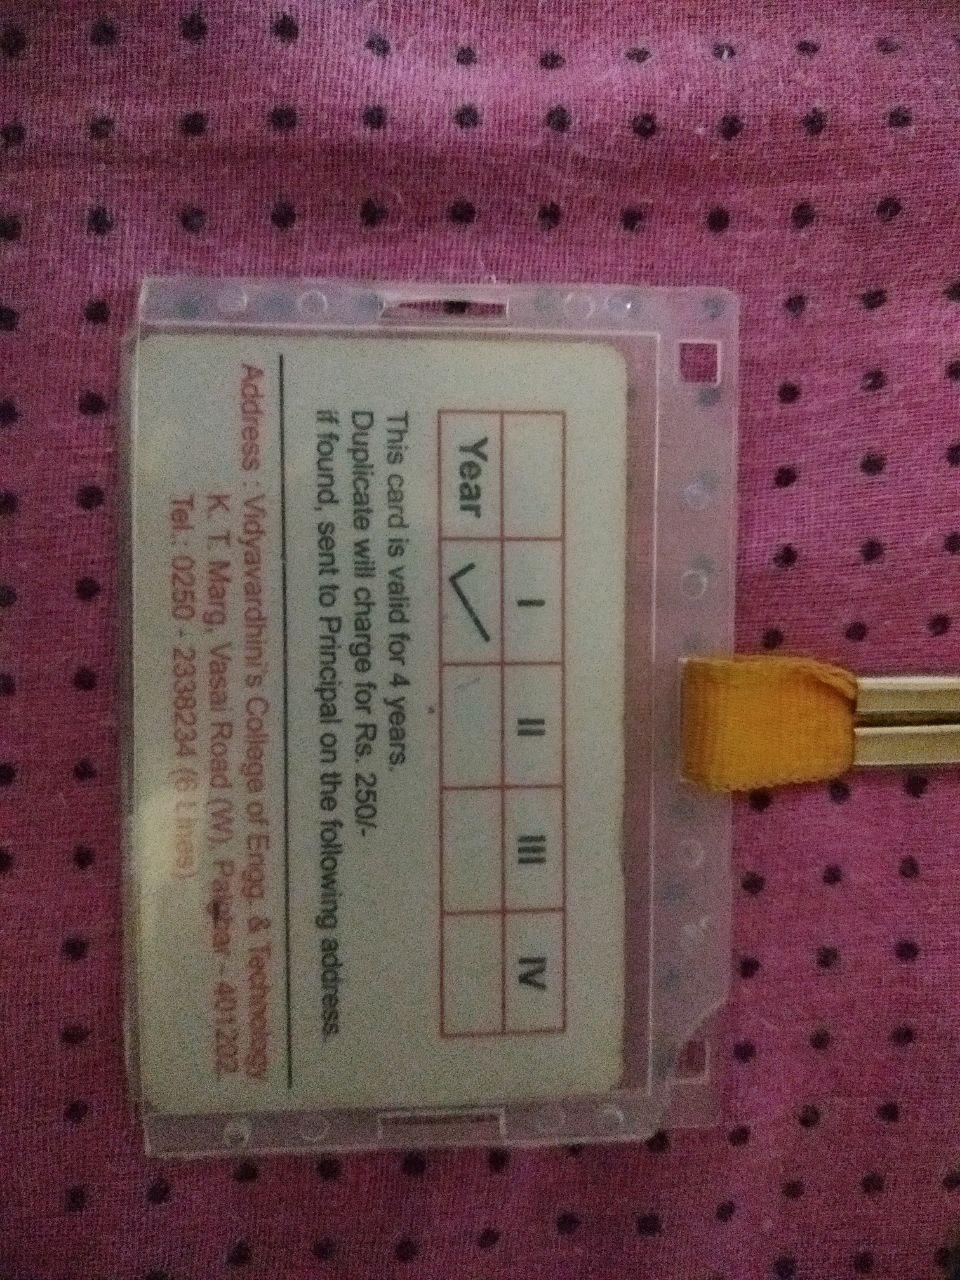 I II III IV
Year ✓
This card is valid for 4 years.
Duplicate will charge for Rs. 250/-
if found, sent to Principal on the following address.
Address : Vidyavardhini's College of Engg. & Technology
K. T. Marg, Vasai Road (W), Palghar - 401202.
Tel.: 0250 - 2338234 (6 Lines)